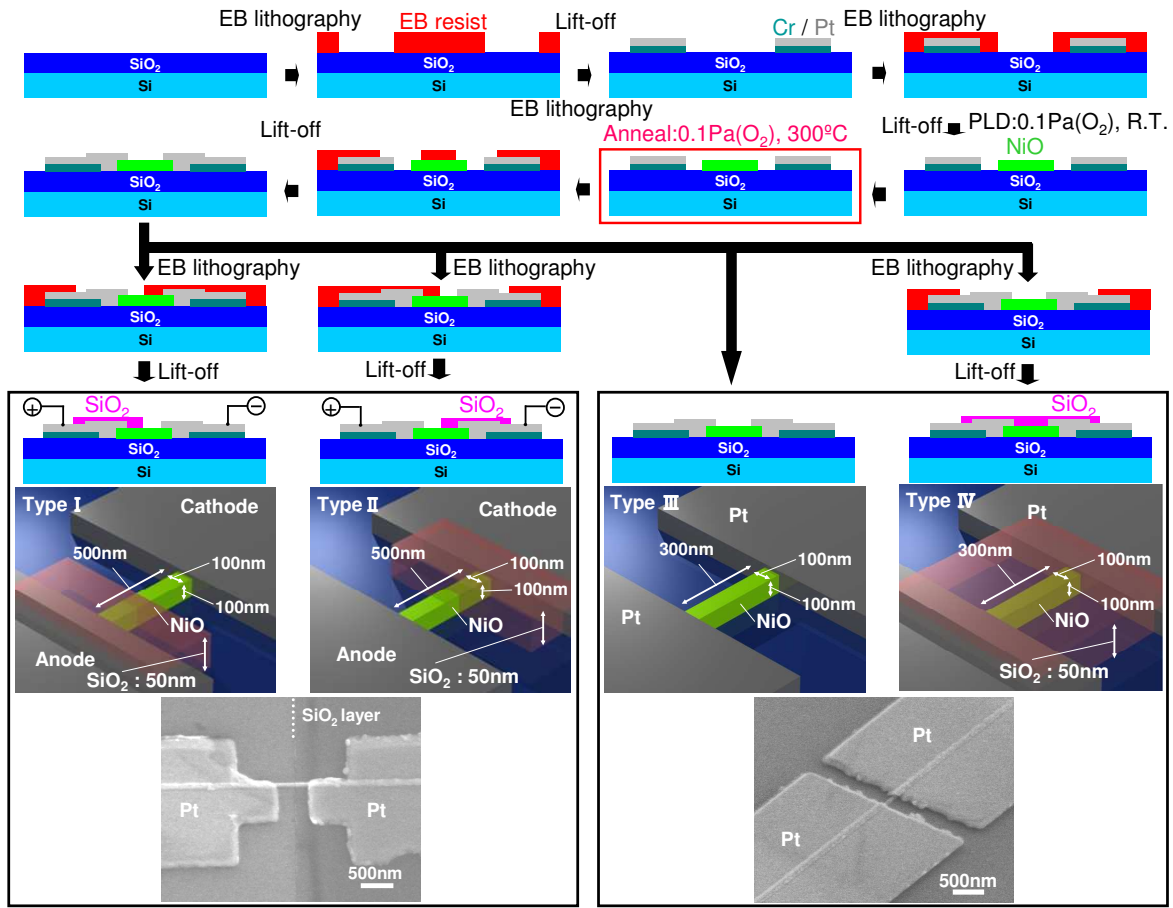 EB lithography
EB resist
Lift-off
Cr / Pt
EB lithography
SiO₂
Si
SiO₂
Si
SiO₂
Si
SiO₂
Si
EB lithography
Lift-off
Anneal:0.1Pa(O₂), 300ºC
Lift-off
PLD:0.1Pa(O₂), R.T.
NiO
SiO₂
Si
SiO₂
Si
SiO₂
Si
SiO₂
Si
EB lithography
EB lithography
EB lithography
SiO₂
Si
SiO₂
Si
SiO₂
Si
Lift-off
Lift-off
Lift-off
+
SiO₂
−
+
SiO₂
−
SiO₂
SiO₂
Si
SiO₂
Si
SiO₂
Si
SiO₂
Si
Type Ⅰ
Cathode
500nm
100nm
100nm
NiO
Anode
SiO₂ : 50nm
Type Ⅱ
Cathode
500nm
100nm
100nm
NiO
Anode
SiO₂ : 50nm
Type Ⅲ
Pt
300nm
100nm
100nm
NiO
Pt
Type Ⅳ
Pt
300nm
100nm
100nm
NiO
SiO₂ : 50nm
SiO₂ layer
Pt
Pt
500nm
Pt
Pt
500nm